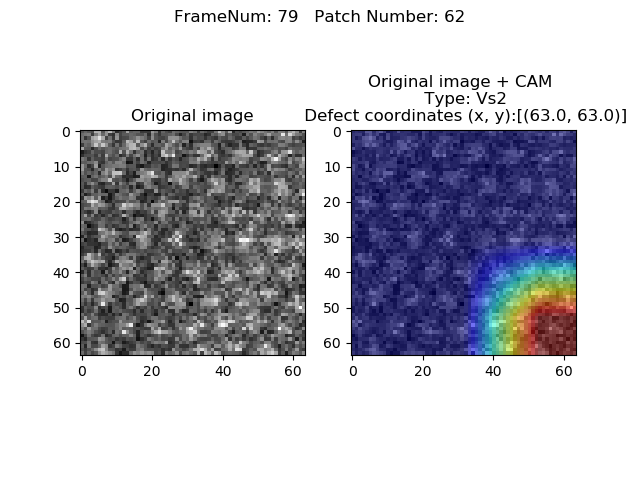 FrameNum: 79   Patch Number: 62
Original image
Original image + CAM
Type: Vs2
Defect coordinates (x, y):[(63.0, 63.0)]
0
10
20
30
40
50
60
0 20 40 60
0
10
20
30
40
50
60
0 20 40 60